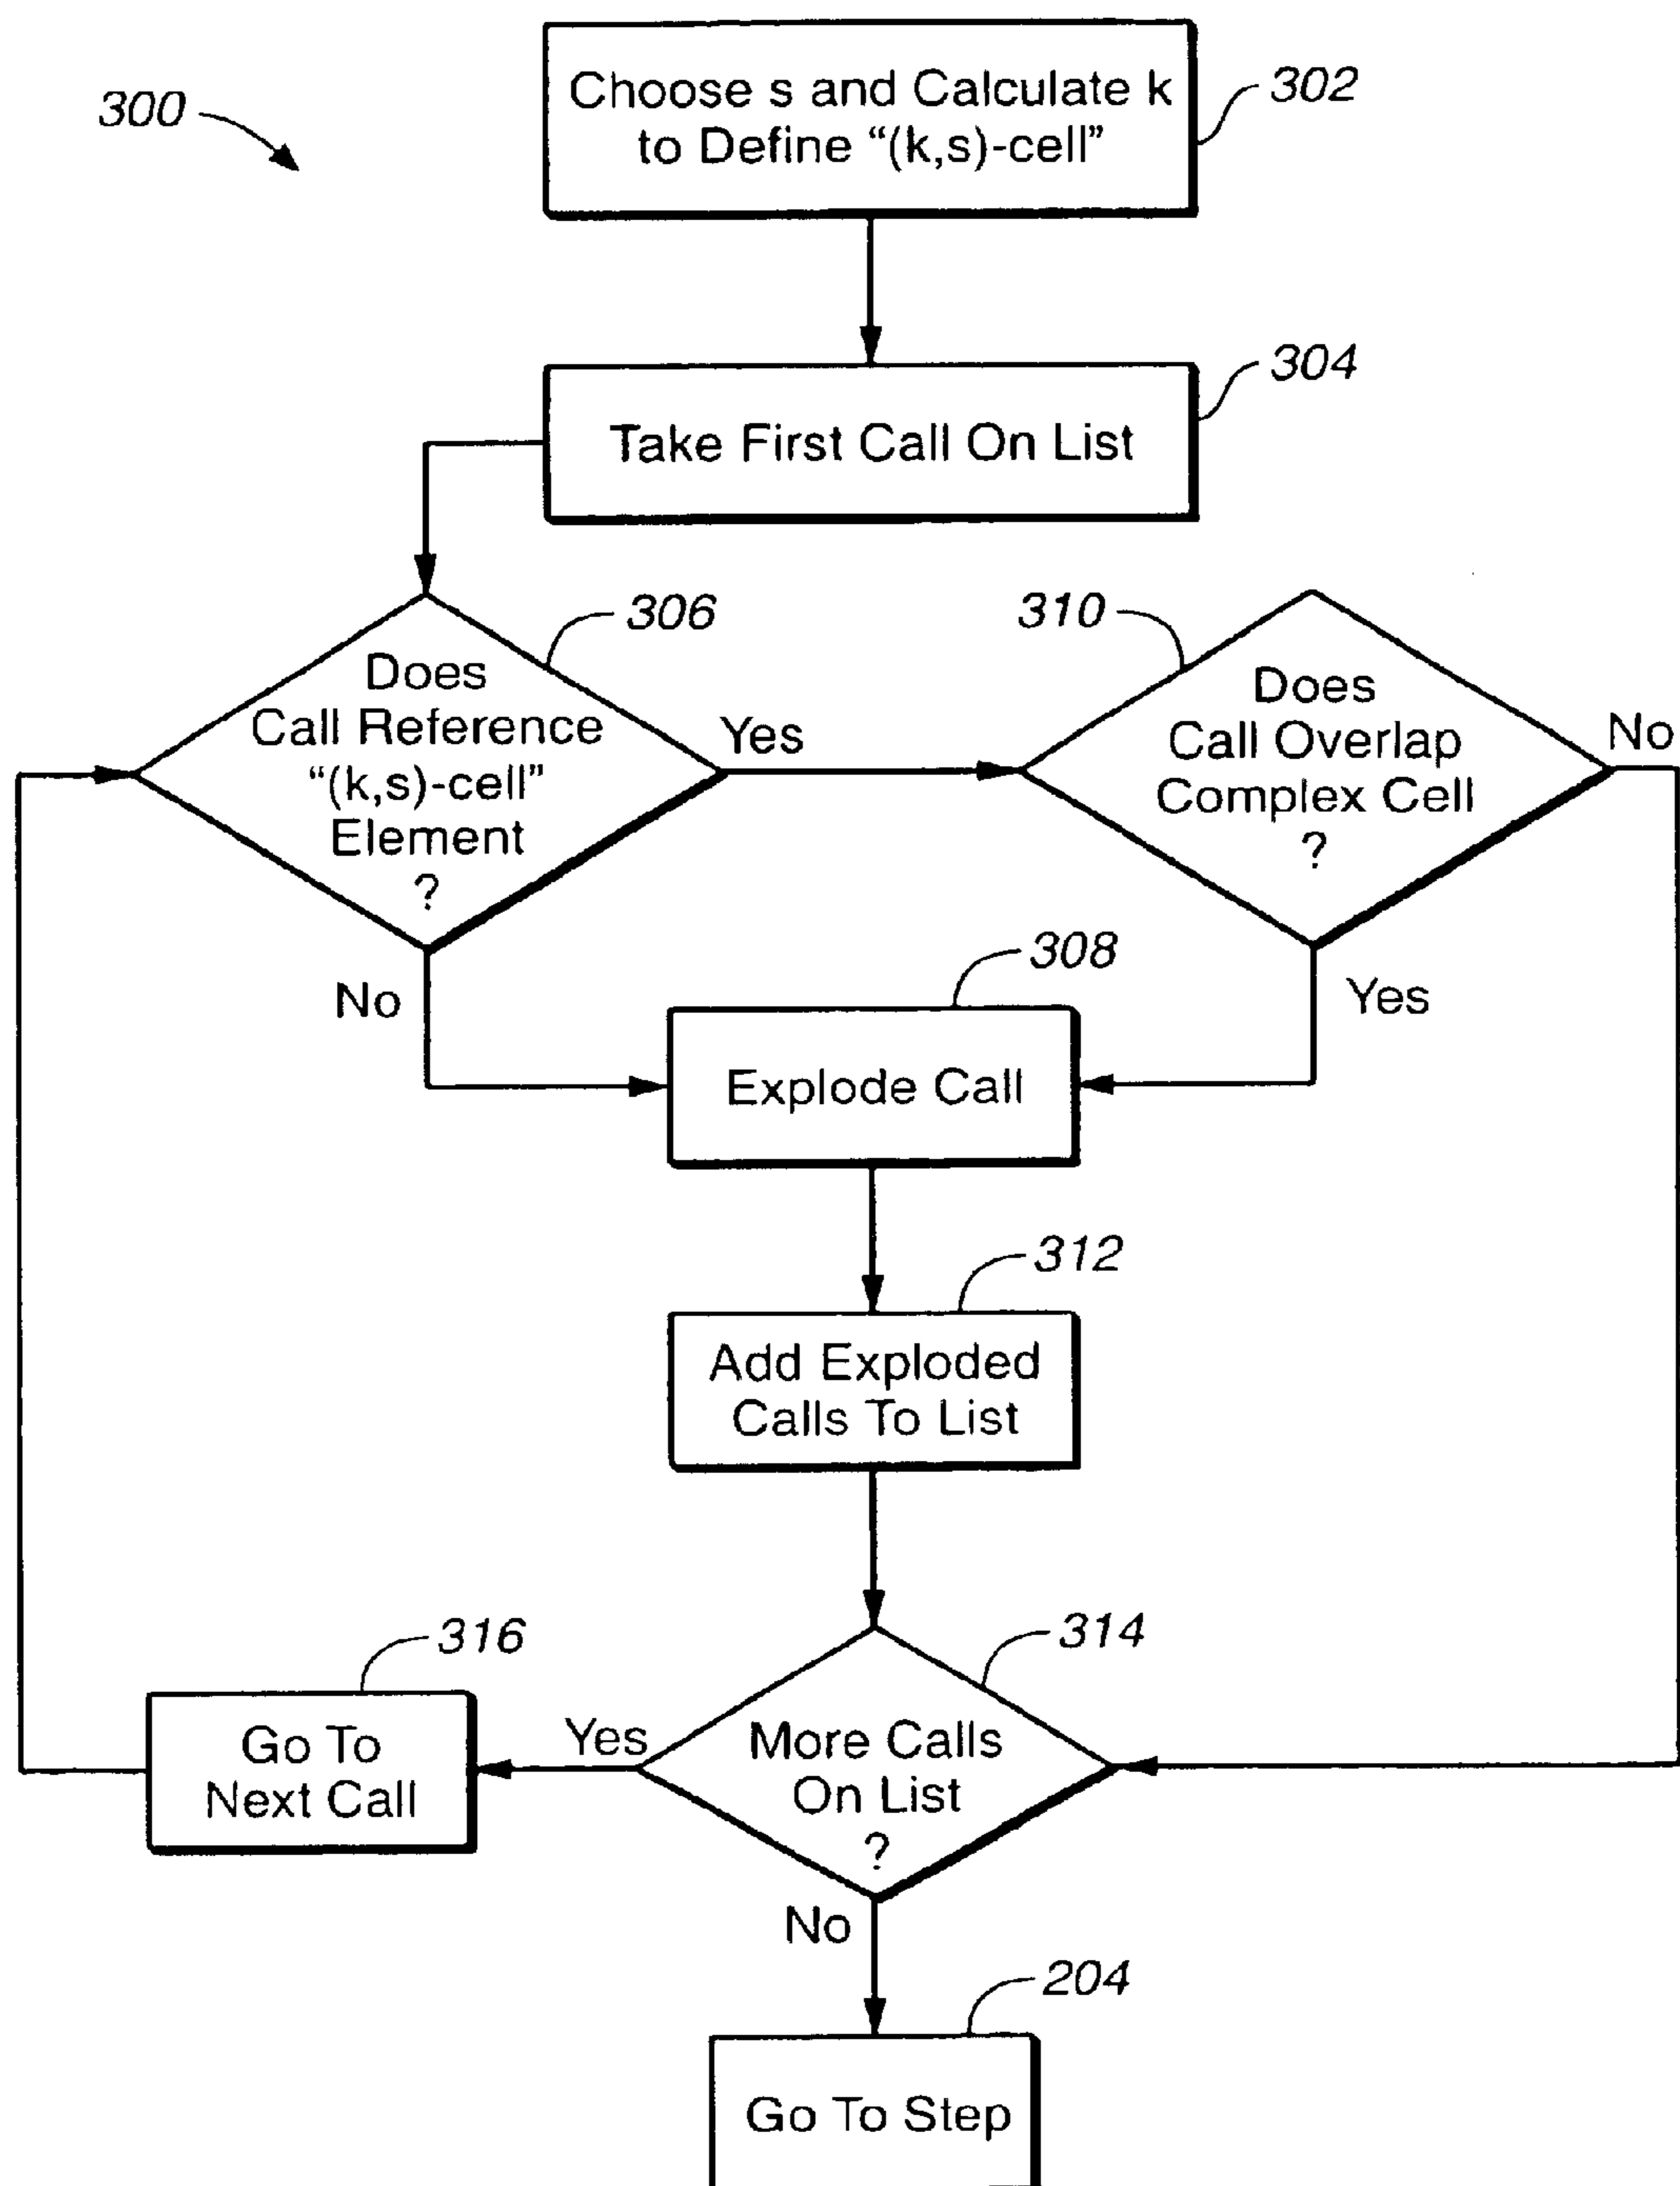 300
Choose s and Calculate k
to Define “(k,s)-cell”
302
Take First Call On List
304
Does
Call Reference
“(k,s)-cell”
Element
?
306
Yes
No
310
Does
Call Overlap
Complex Cell
?
No
Yes
308
Explode Call
312
Add Exploded
Calls To List
314
More Calls
On List
?
Yes
No
316
Go To
Next Call
204
Go To Step